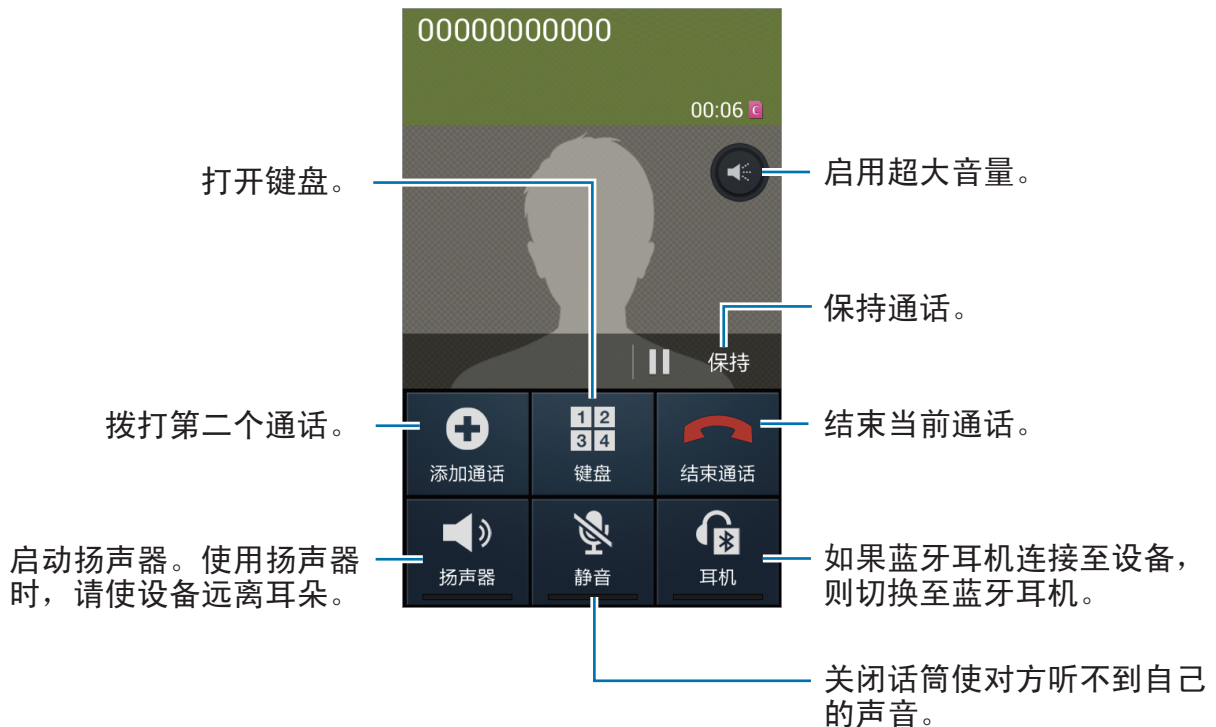 00000000000
00:06 C
打开键盘。
启用超大音量。
保持通话。
保持
拨打第二个通话。
结束当前通话。
1 2
3 4
添加通话
键盘
结束通话
启动扬声器。使用扬声器
时，请使设备远离耳朵。
扬声器
静音
耳机
如果蓝牙耳机连接至设备，
则切换至蓝牙耳机。
关闭话筒使对方听不到自己
的声音。